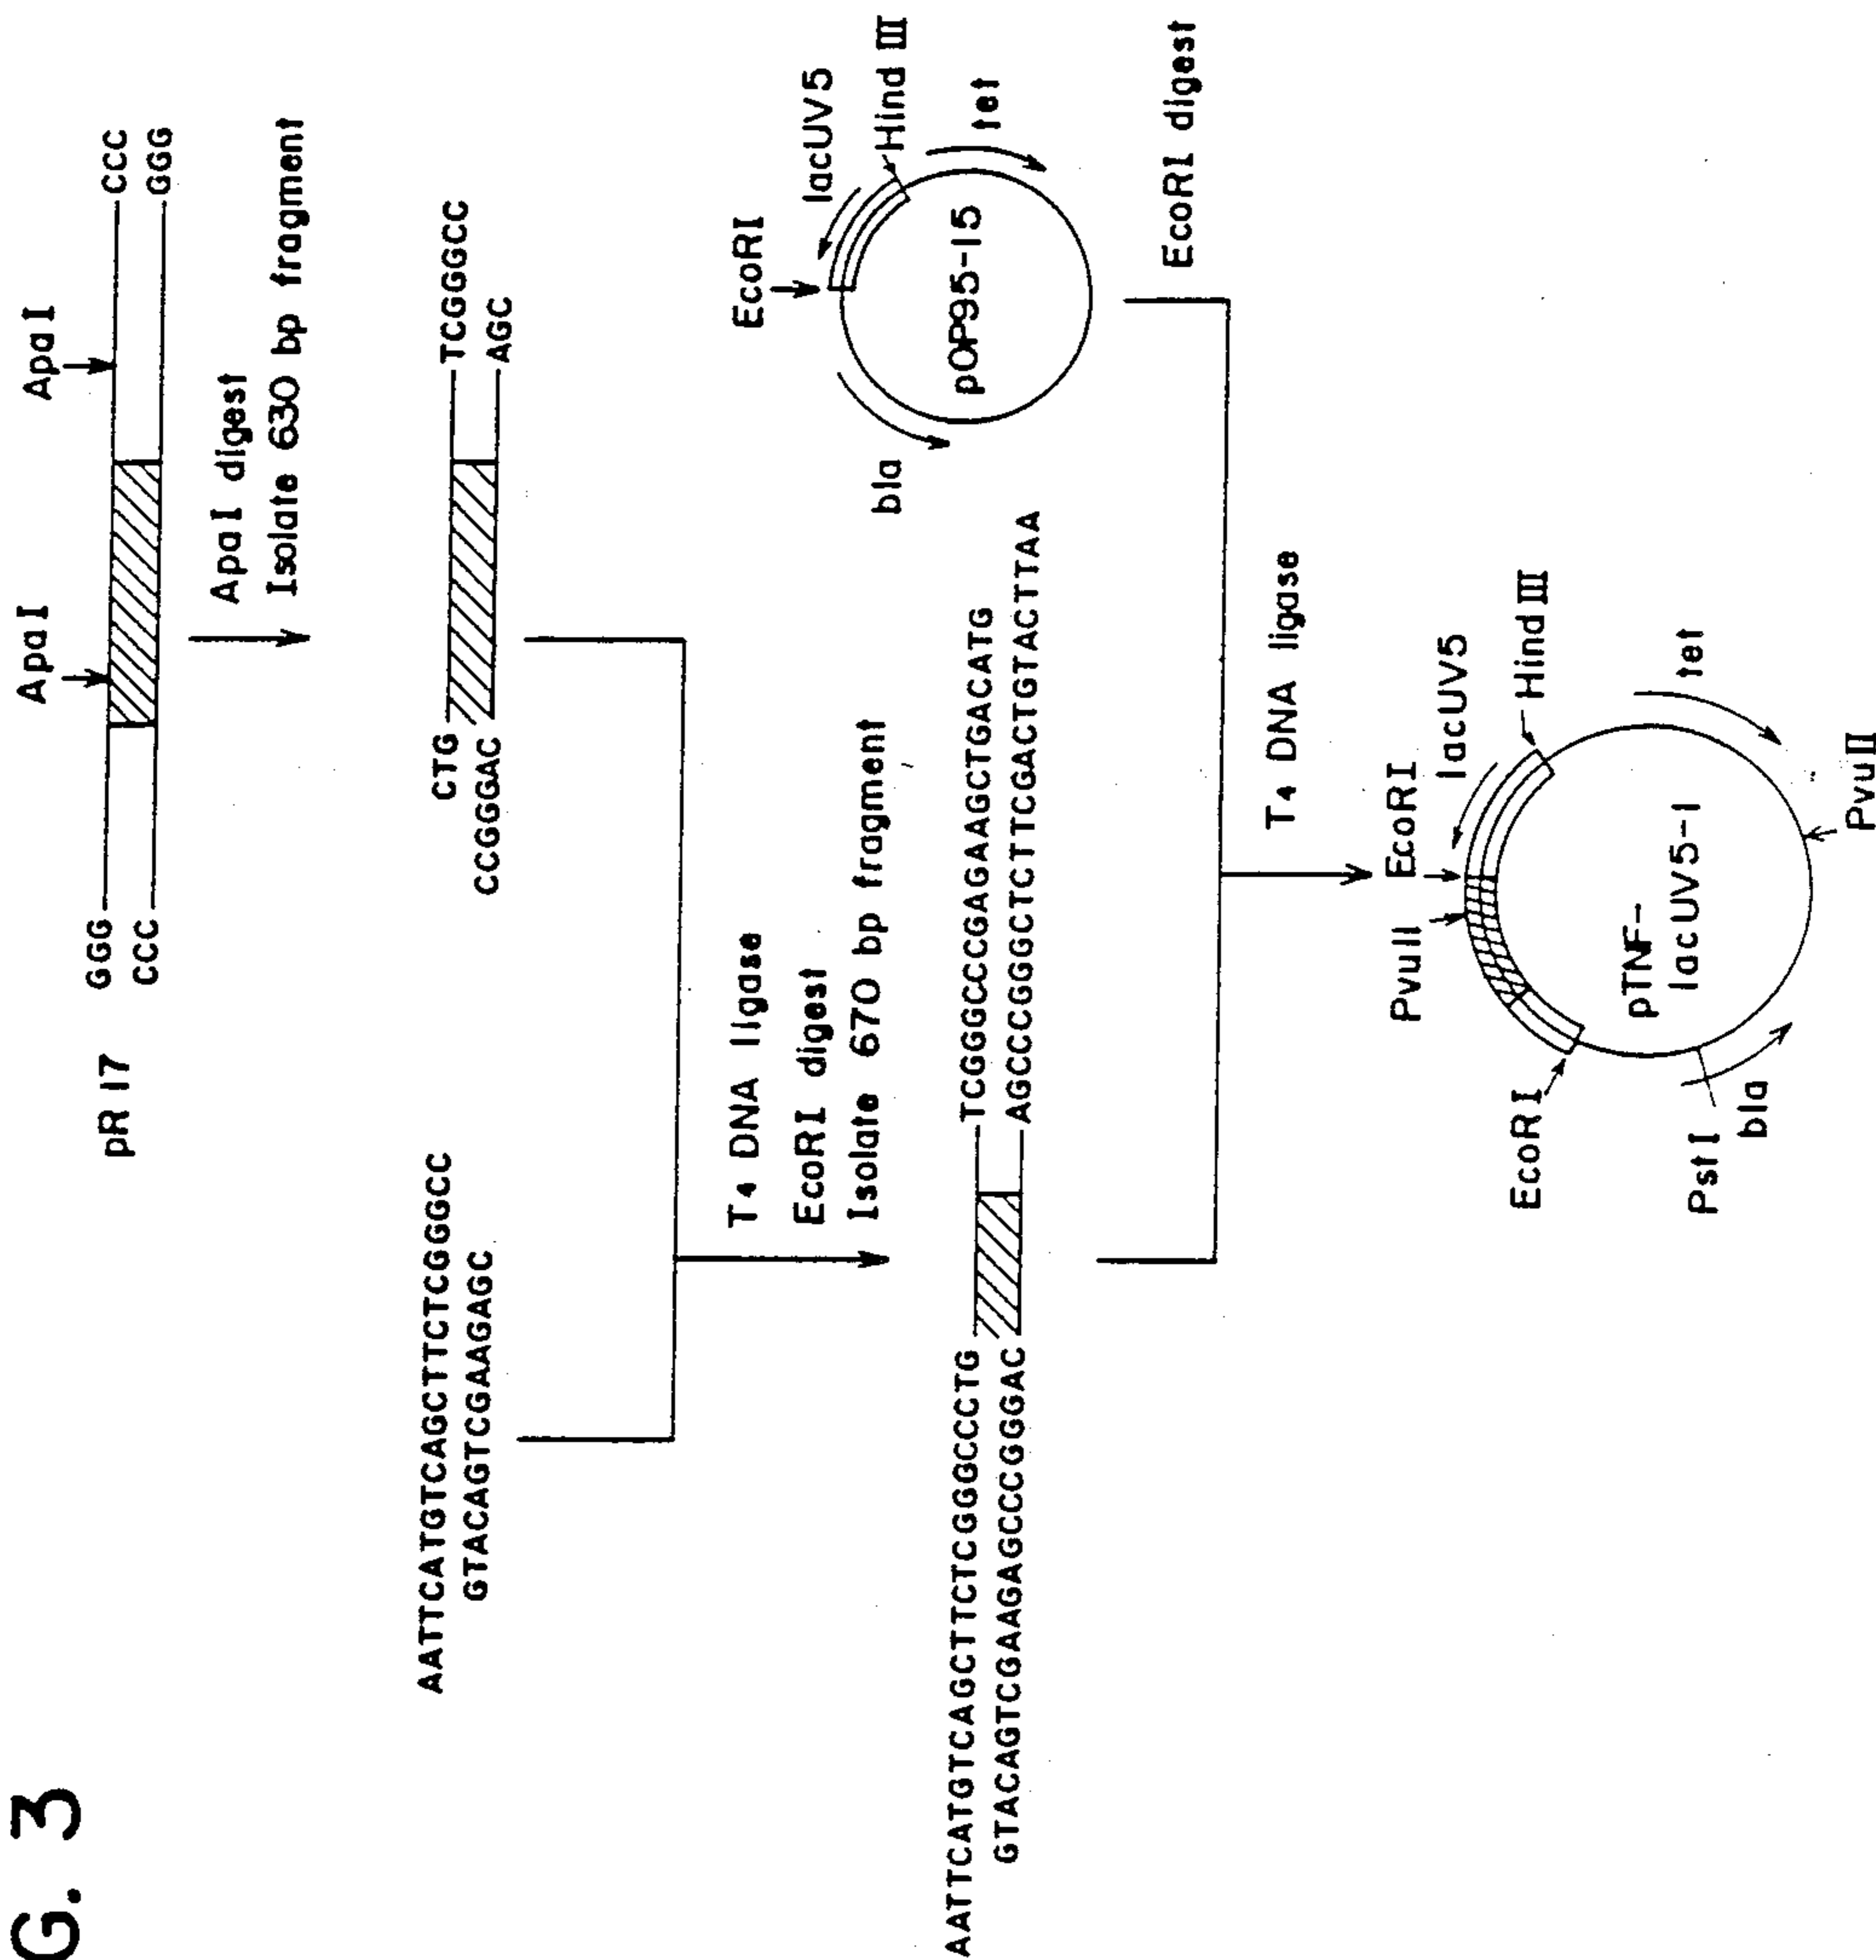 G. 3
pR 17
GGG
CCC
ApaI
ApaI
CCC
GGG
ApaI digest
Isolate 630 bp fragment
AATTCATGTCAGCTTCTCGGGCC
GTACAGTCGAAGAGC
CTG
CCGGGAC
TCGGGCC
AGC
T4 DNA ligase
EcoRI digest
Isolate 670 bp fragment
EcoRI
lacUV5
Hind III
tet
bla
pOP95-15
AATTCATGTCAGCTTCTCGGGCCCTG
GTACAGTCGAAGAGCCCGGGAC
TCGGGCCCGAGAAGCTGACATG
AGCCCGGGCTCTTCGACTGTACTTAA
EcoRI digest
T4 DNA ligase
EcoRI
PvuII
EcoRI
lacUV5
Hind III
tet
PvuII
PstI
bla
pTNF-
lacUV5-1